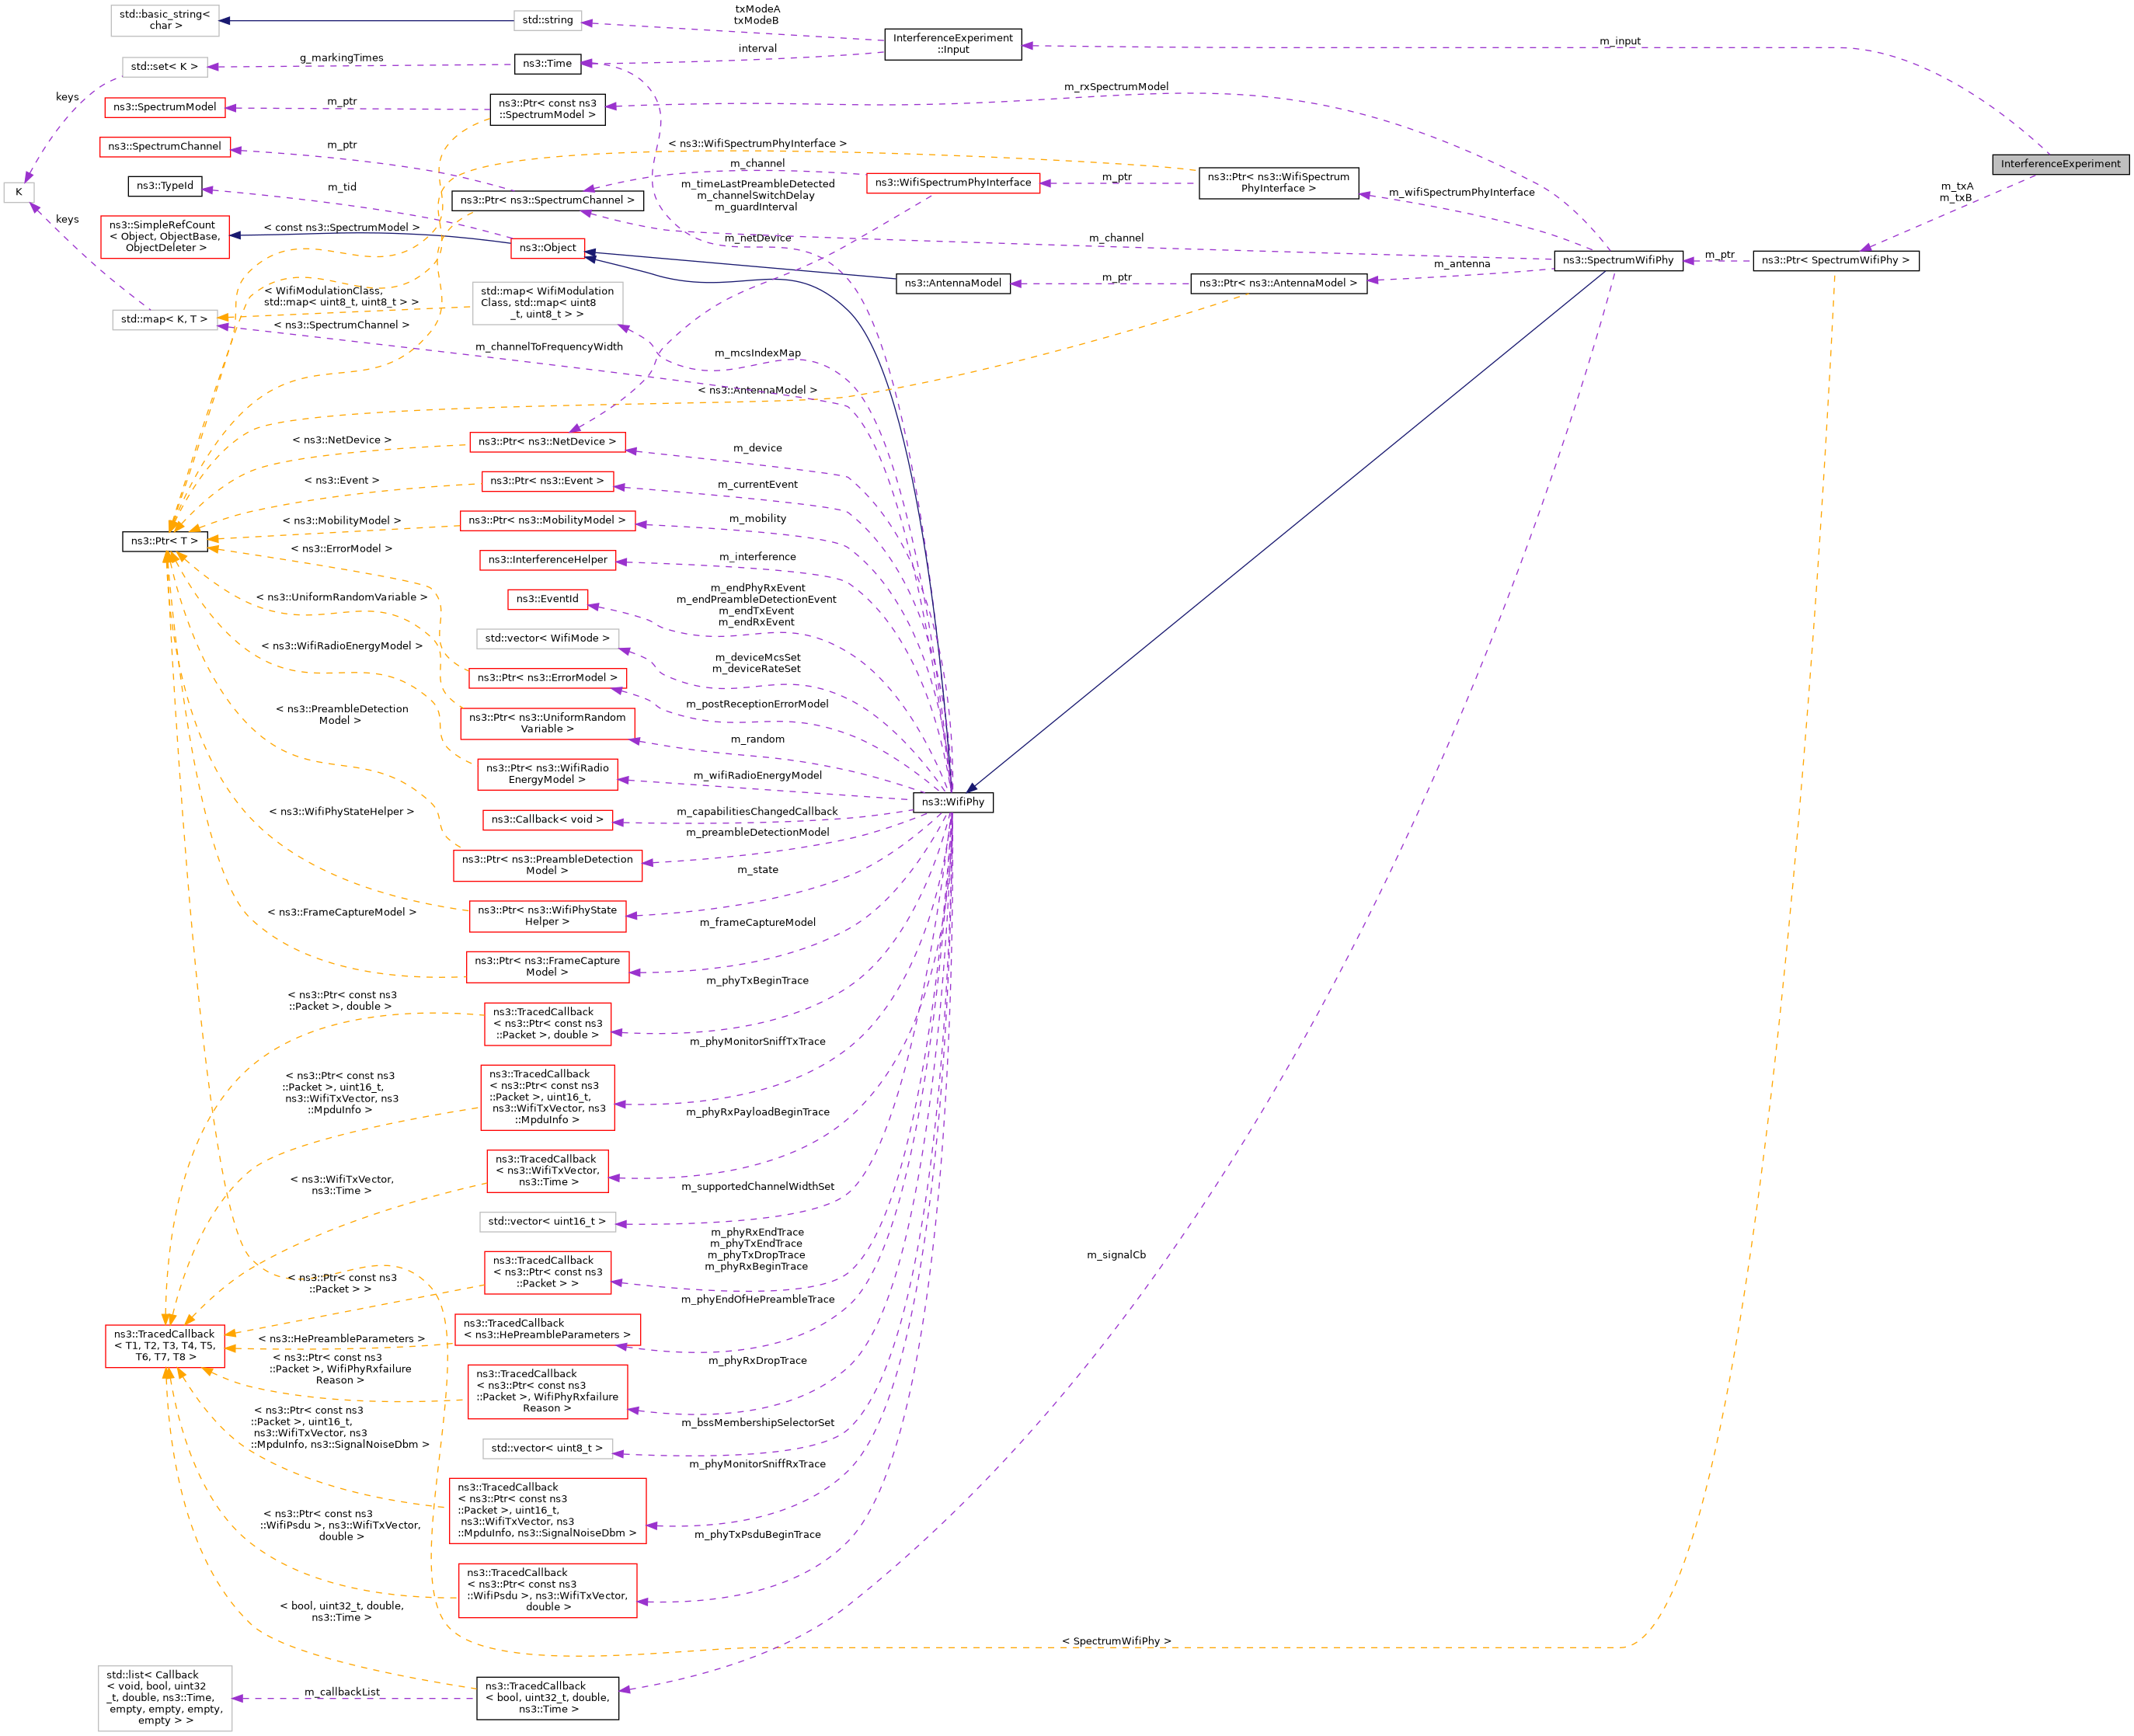 std::basic_string<
char >
std::string
txModeA
txModeB
InterferenceExperiment
::Input
m_input
interval
std::set< K >
g_markingTimes
ns3::Time
keys
ns3::SpectrumModel
m_ptr
ns3::Ptr< const ns3
::SpectrumModel >
m_rxSpectrumModel
ns3::SpectrumChannel
m_ptr
< ns3::WifiSpectrumPhyInterface >
m_channel
InterferenceExperiment
K
ns3::TypeId
m_tid
ns3::Ptr< ns3::SpectrumChannel >
m_timeLastPreambleDetected
m_channelSwitchDelay
m_guardInterval
ns3::WifiSpectrumPhyInterface
m_ptr
ns3::Ptr< ns3::WifiSpectrum
PhyInterface >
m_wifiSpectrumPhyInterface
m_txA
m_txB
keys
ns3::SimpleRefCount
< Object, ObjectBase,
ObjectDeleter >
< const ns3::SpectrumModel >
ns3::Object
m_netDevice
m_channel
ns3::SpectrumWifiPhy
m_ptr
ns3::Ptr< SpectrumWifiPhy >
m_antenna
ns3::AntennaModel
m_ptr
ns3::Ptr< ns3::AntennaModel >
< WifiModulationClass,
std::map< uint8_t, uint8_t > >
std::map< WifiModulation
Class, std::map< uint8
_t, uint8_t > >
std::map< K, T >
< ns3::SpectrumChannel >
m_channelToFrequencyWidth
m_mcsIndexMap
< ns3::AntennaModel >
< ns3::NetDevice >
ns3::Ptr< ns3::NetDevice >
m_device
< ns3::Event >
ns3::Ptr< ns3::Event >
m_currentEvent
ns3::Ptr< T >
< ns3::MobilityModel >
ns3::Ptr< ns3::MobilityModel >
m_mobility
< ns3::ErrorModel >
ns3::InterferenceHelper
m_interference
< ns3::UniformRandomVariable >
ns3::EventId
m_endPhyRxEvent
m_endPreambleDetectionEvent
m_endTxEvent
m_endRxEvent
< ns3::WifiRadioEnergyModel >
std::vector< WifiMode >
m_deviceMcsSet
m_deviceRateSet
ns3::Ptr< ns3::ErrorModel >
m_postReceptionErrorModel
< ns3::PreambleDetection
Model >
ns3::Ptr< ns3::UniformRandom
Variable >
m_random
ns3::Ptr< ns3::WifiRadio
EnergyModel >
m_wifiRadioEnergyModel
ns3::WifiPhy
< ns3::WifiPhyStateHelper >
ns3::Callback< void >
m_capabilitiesChangedCallback
m_preambleDetectionModel
ns3::Ptr< ns3::PreambleDetection
Model >
m_state
< ns3::FrameCaptureModel >
ns3::Ptr< ns3::WifiPhyState
Helper >
m_frameCaptureModel
ns3::Ptr< ns3::FrameCapture
Model >
m_phyTxBeginTrace
< ns3::Ptr< const ns3
::Packet >, double >
ns3::TracedCallback
< ns3::Ptr< const ns3
::Packet >, double >
m_phyMonitorSniffTxTrace
< ns3::Ptr< const ns3
::Packet >, uint16_t,
ns3::WifiTxVector, ns3
::MpduInfo >
ns3::TracedCallback
< ns3::Ptr< const ns3
::Packet >, uint16_t,
ns3::WifiTxVector, ns3
::MpduInfo >
m_phyRxPayloadBeginTrace
< ns3::WifiTxVector,
ns3::Time >
ns3::TracedCallback
< ns3::WifiTxVector,
ns3::Time >
m_supportedChannelWidthSet
std::vector< uint16_t >
m_phyRxEndTrace
m_phyTxEndTrace
m_phyTxDropTrace
m_phyRxBeginTrace
m_signalCb
< ns3::Ptr< const ns3
::Packet > >
ns3::TracedCallback
< ns3::Ptr< const ns3
::Packet > >
m_phyEndOfHePreambleTrace
ns3::TracedCallback
< T1, T2, T3, T4, T5,
T6, T7, T8 >
< ns3::HePreambleParameters >
ns3::TracedCallback
< ns3::HePreambleParameters >
m_phyRxDropTrace
< ns3::Ptr< const ns3
::Packet >, WifiPhyRxfailure
Reason >
ns3::TracedCallback
< ns3::Ptr< const ns3
::Packet >, WifiPhyRxfailure
Reason >
m_bssMembershipSelectorSet
< ns3::Ptr< const ns3
::Packet >, uint16_t,
ns3::WifiTxVector, ns3
::MpduInfo, ns3::SignalNoiseDbm >
std::vector< uint8_t >
m_phyMonitorSniffRxTrace
ns3::TracedCallback
< ns3::Ptr< const ns3
::Packet >, uint16_t,
ns3::WifiTxVector, ns3
::MpduInfo, ns3::SignalNoiseDbm >
m_phyTxPsduBeginTrace
< ns3::Ptr< const ns3
::WifiPsdu >, ns3::WifiTxVector,
double >
ns3::TracedCallback
< ns3::Ptr< const ns3
::WifiPsdu >, ns3::WifiTxVector,
double >
< bool, uint32_t, double,
ns3::Time >
< SpectrumWifiPhy >
std::list< Callback
< void, bool, uint32
_t, double, ns3::Time,
empty, empty, empty,
empty > >
m_callbackList
ns3::TracedCallback
< bool, uint32_t, double,
ns3::Time >